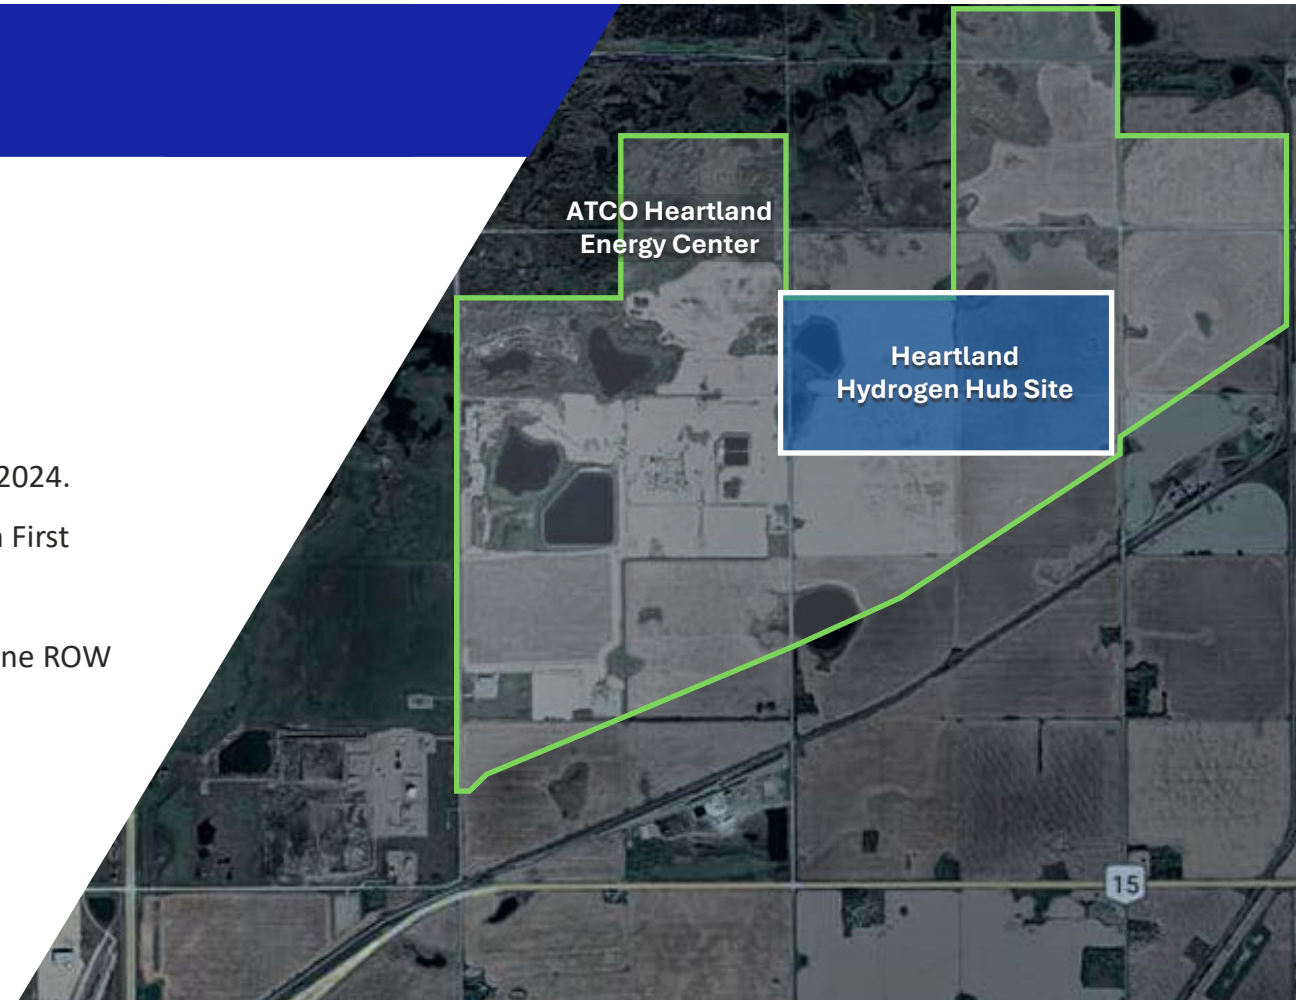 ATCO Heartland
Energy Center
Heartland
Hydrogen Hub Site
2024.
First
ne ROW
15